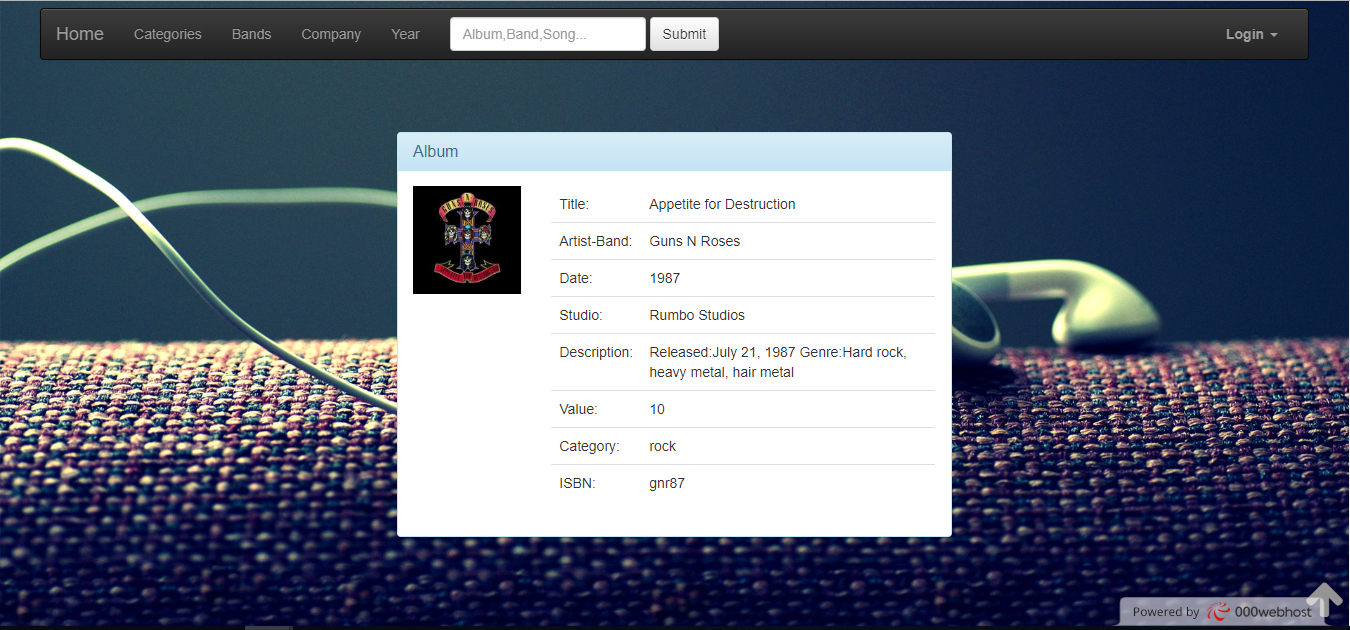 Home Categories Bands Company Year Album,Band,Song... Submit Login
Album
GUNS N ROSES
Title: Appetite for Destruction
Artist-Band: Guns N Roses
Date: 1987
Studio: Rumbo Studios
Description: Released:July 21, 1987 Genre:Hard rock,
heavy metal, hair metal
Value: 10
Category: rock
ISBN: gnr87
Powered by 000webhost